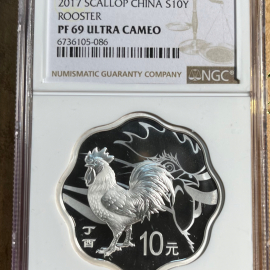 2017 SCALLOP CHINA S10Y
ROOSTER
PF 69 ULTRA CAMEO
6736105-086
NUMISMATIC GUARANTY COMPANY
NGC
丁
酉
10元